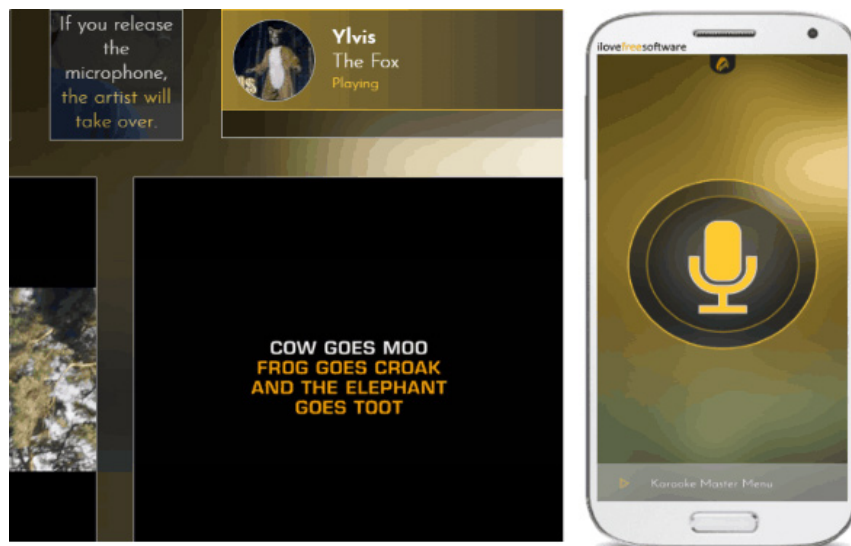 If you release
the
microphone,
the artist will
take over.
Ylvis
The Fox
Playing
COW GOES MOO
FROG GOES CROAK
AND THE ELEPHANT
GOES TOOT
ilovefreesoftware
Karaoke Master Menu